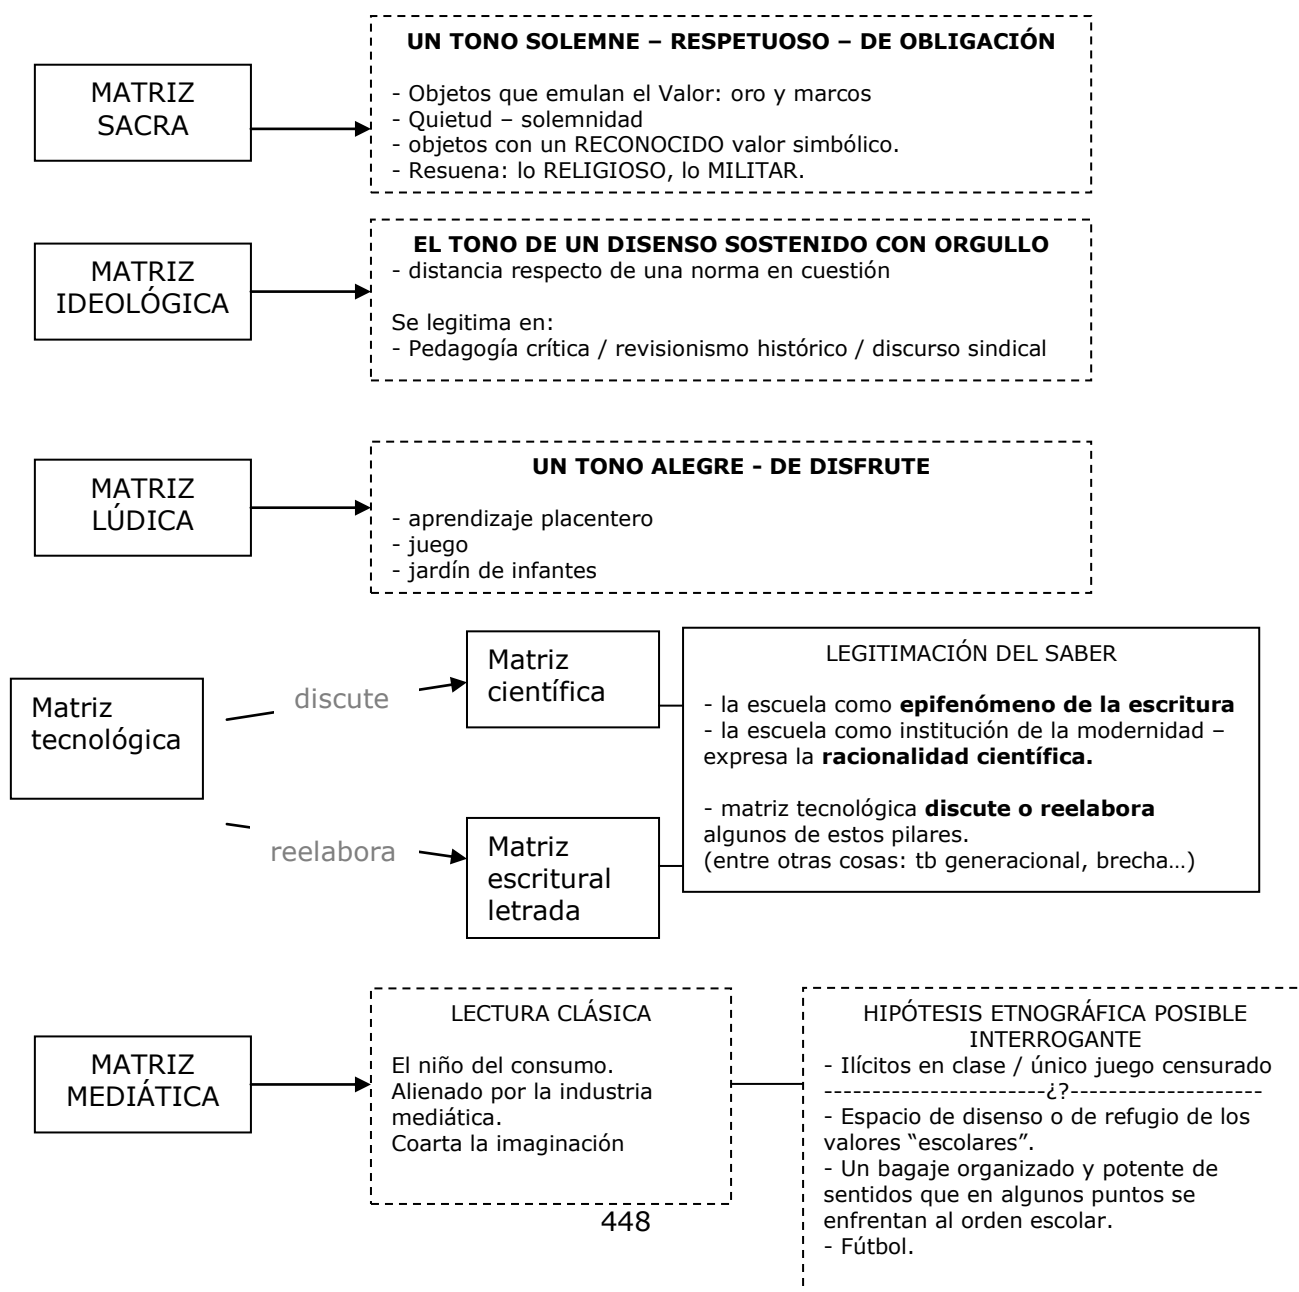 MATRIZ
SACRA
UN TONO SOLEMNE – RESPETUOSO – DE OBLIGACIÓN
- Objetos que emulan el Valor: oro y marcos
- Quietud – solemnidad
- objetos con un RECONOCIDO valor simbólico.
- Resuena: lo RELIGIOSO, lo MILITAR.
MATRIZ
IDEOLÓGICA
EL TONO DE UN DISENSO SOSTENIDO CON ORGULLO
- distancia respecto de una norma en cuestión
Se legitima en:
- Pedagogía crítica / revisionismo histórico / discurso sindical
MATRIZ
LÚDICA
UN TONO ALEGRE - DE DISFRUTE
- aprendizaje placentero
- juego
- jardín de infantes
Matriz
tecnológica
discute
reelabora
Matriz
científica
Matriz
escritural
letrada
LEGITIMACIÓN DEL SABER
- la escuela como epifenómeno de la escritura
- la escuela como institución de la modernidad –
expresa la racionalidad científica.
- matriz tecnológica discute o reelabora
algunos de estos pilares.
(entre otras cosas: tb generacional, brecha…)
MATRIZ
MEDIÁTICA
LECTURA CLÁSICA
El niño del consumo.
Alienado por la industria
mediática.
Coarta la imaginación
HIPÓTESIS ETNOGRÁFICA POSIBLE
INTERROGANTE
- Ilícitos en clase / único juego censurado
-----------------------¿?--------------------
- Espacio de disenso o de refugio de los
valores “escolares”.
- Un bagaje organizado y potente de
sentidos que en algunos puntos se
enfrentan al orden escolar.
- Fútbol.
448